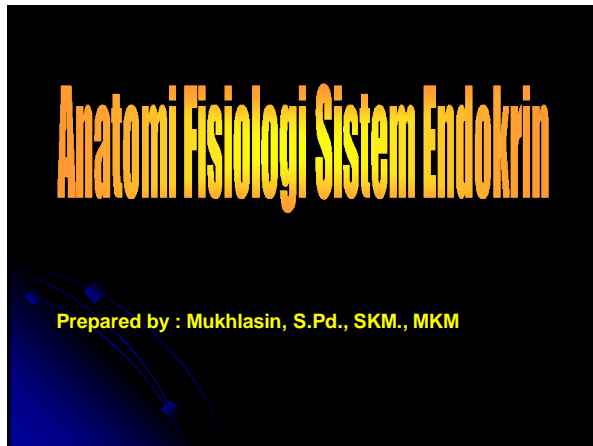 Anatomi Fisiologi Sistem Endokrin
Prepared by : Mukhlasin, S.Pd., SKM., MKM